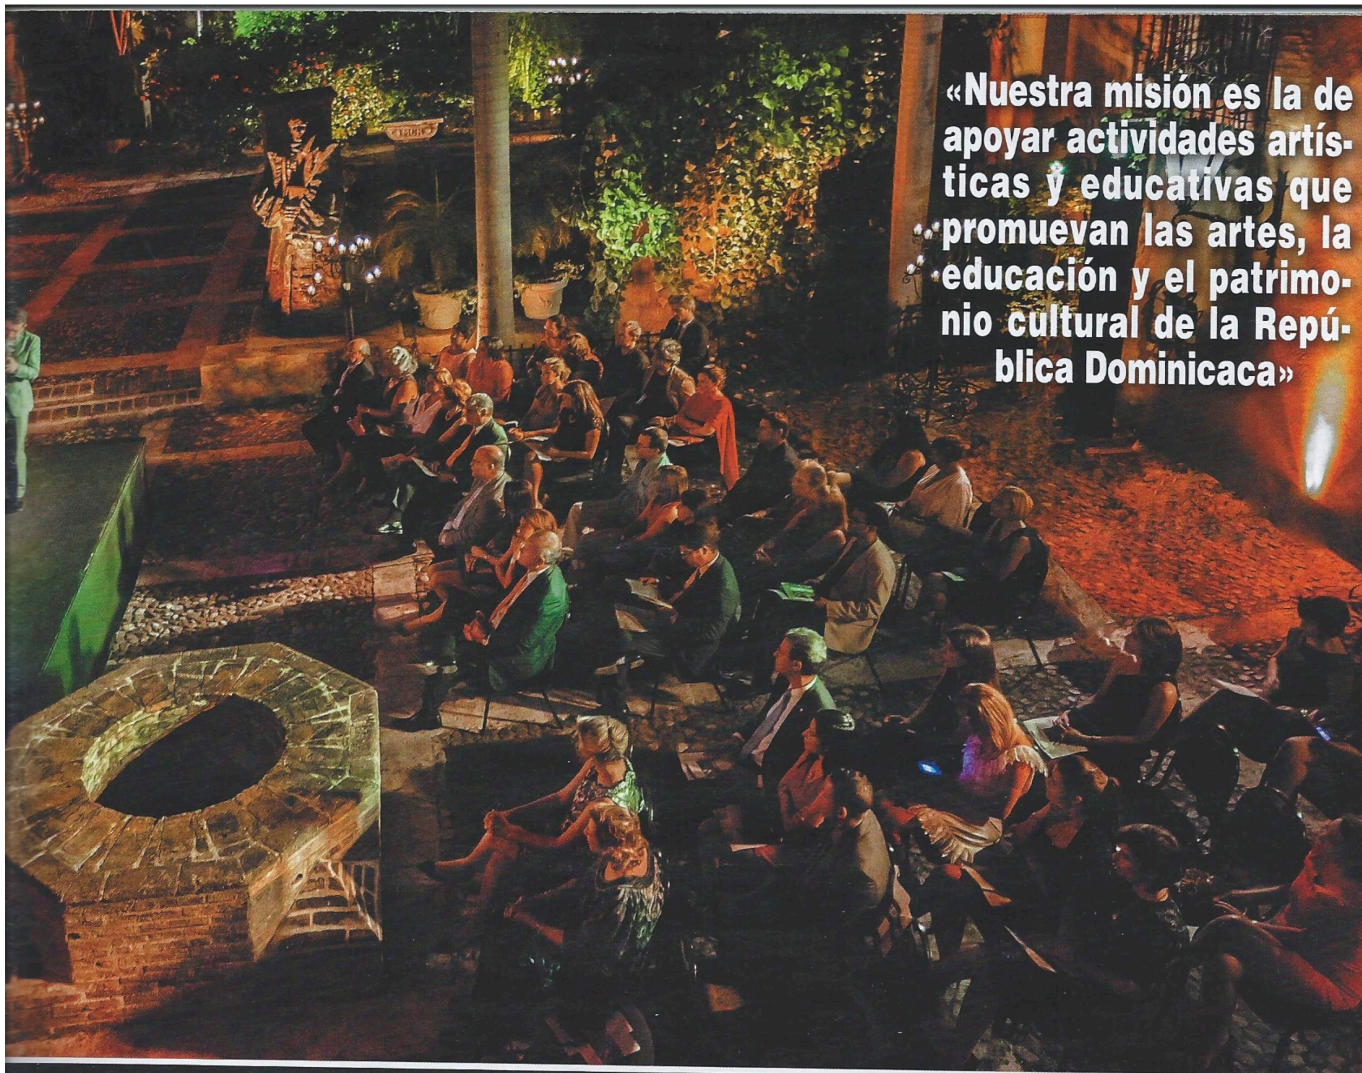 «Nuestra misión es la de
apoyar actividades artís-
ticas y educativas que
promuevan las artes, la
educación y el patrimo-
nio cultural de la Repú-
blica Dominicaca»